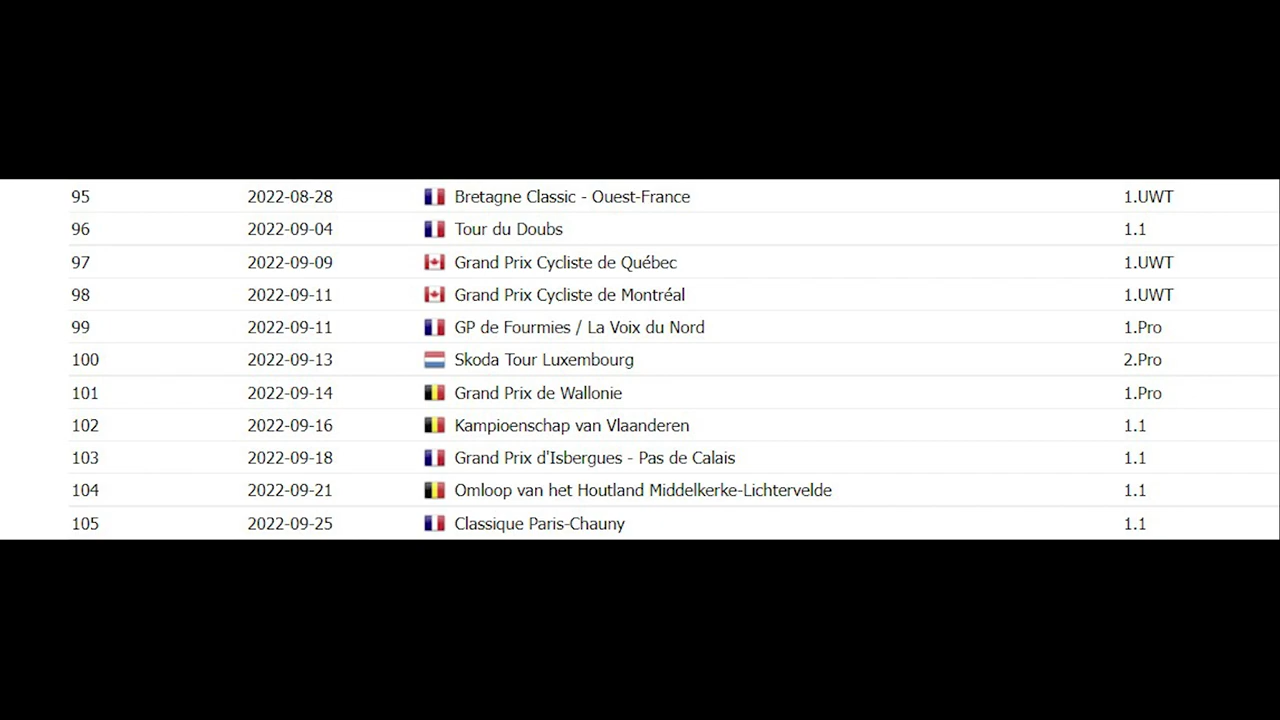 95 2022-08-28 Bretagne Classic - Ouest-France 1.UWT
96 2022-09-04 Tour du Doubs 1.1
97 2022-09-09 Grand Prix Cycliste de Québec 1.UWT
98 2022-09-11 Grand Prix Cycliste de Montréal 1.UWT
99 2022-09-11 GP de Fourmies / La Voix du Nord 1.Pro
100 2022-09-13 Skoda Tour Luxembourg 2.Pro
101 2022-09-14 Grand Prix de Wallonie 1.Pro
102 2022-09-16 Kampioenschap van Vlaanderen 1.1
103 2022-09-18 Grand Prix d'Isbergues - Pas de Calais 1.1
104 2022-09-21 Omloop van het Houtland Middelkerke-Lichtervelde 1.1
105 2022-09-25 Classique Paris-Chauny 1.1